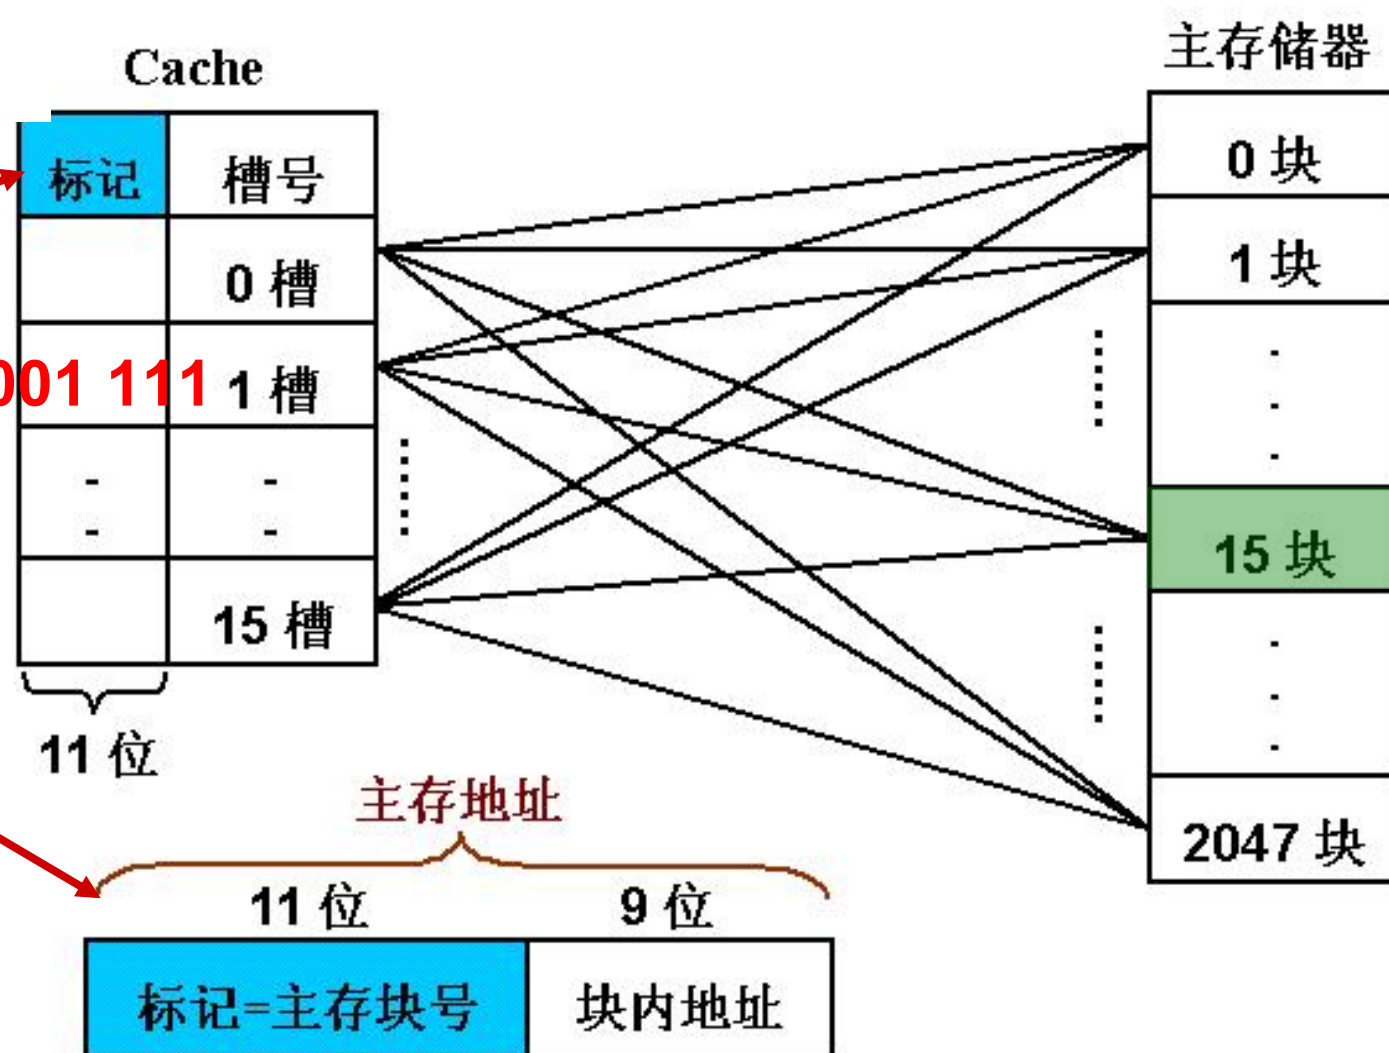 Cache
主存储器
标记 槽号
0 槽
001 111 1 槽
15 槽
11 位
0 块
1 块
15 块
2047 块
主存地址
11 位 9 位
标记=主存块号 块内地址